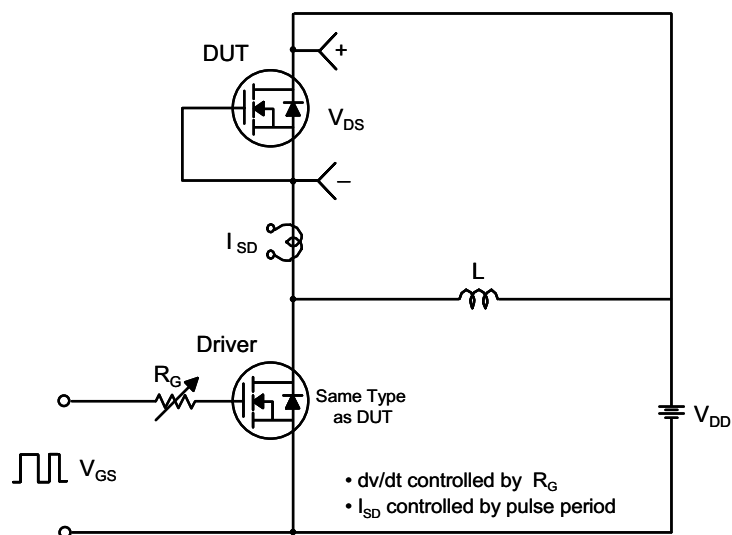 DUT
+
V_DS
–
I_SD
L
Driver
R_G
Same Type
as DUT
V_DD
V_GS
• dv/dt controlled by R_G
• I_SD controlled by pulse period